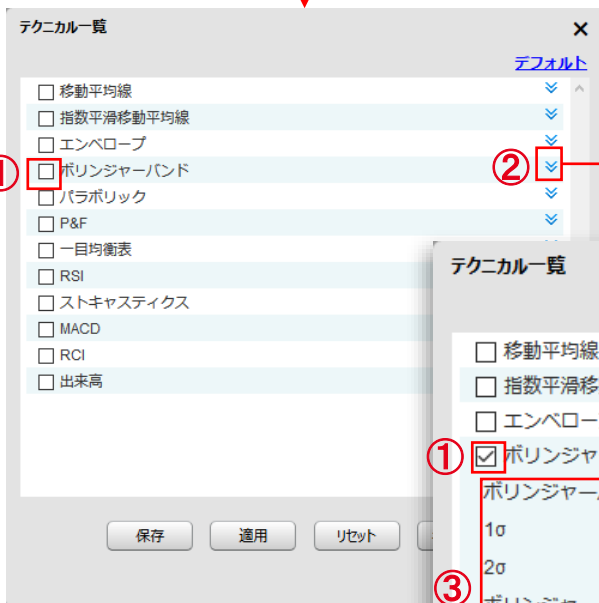 テクニカル一覧
デフォルト
移動平均線
指数平滑移動平均線
エンベロープ
① ボリンジャーバンド ②
パラボリック
P&F
一目均衡表
RSI
ストキャスティクス
MACD
RCI
出来高
保存 適用 リセット
テクニカル一覧
移動平均線
指数平滑移
エンベロー
① ボリンジャ
ボリンジャー
1σ
2σ
③